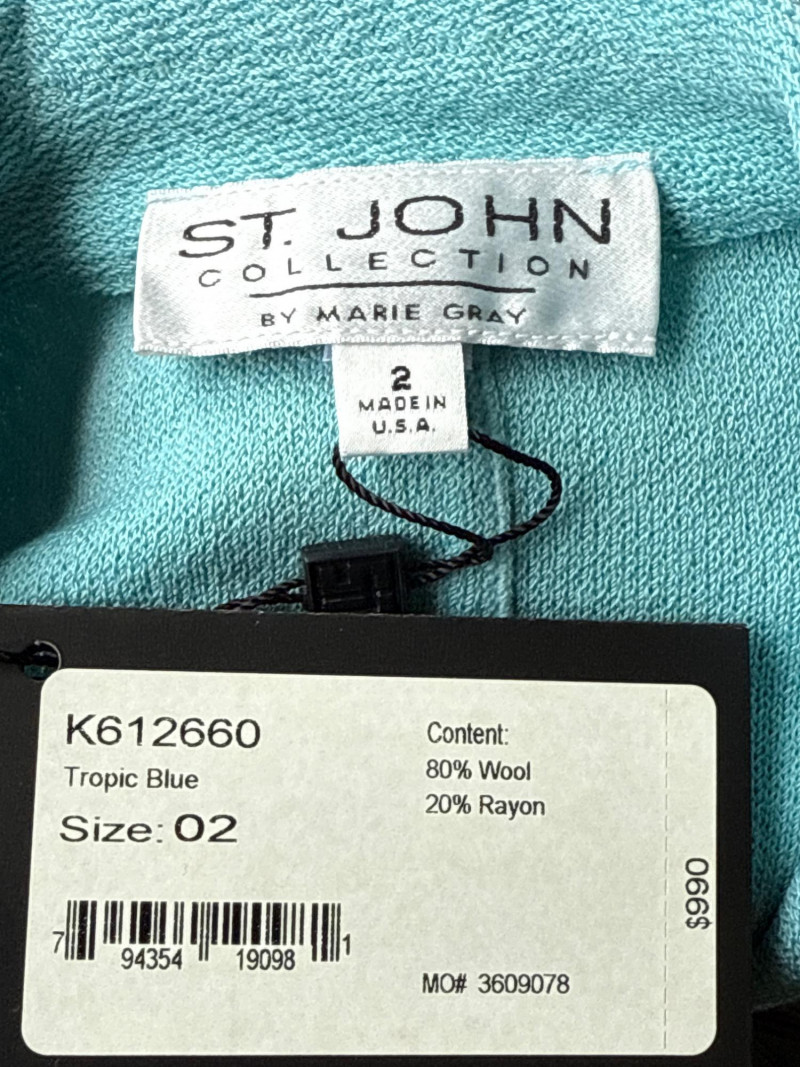 ST. JOHN
COLLECTION
BY MARIE GRAY
2
MADE IN
U.S.A.
K612660
Tropic Blue
Size: 02
Content:
80% Wool
20% Rayon
$990
7 94354 19098 1
MO# 3609078